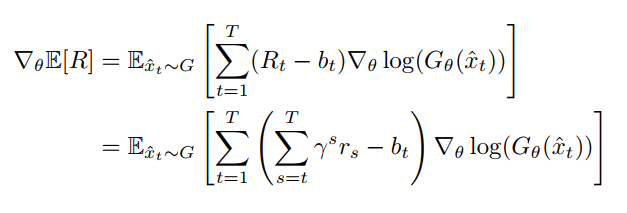 ∇_θ 𝔼[R] = 𝔼_{x̂_t∼G} [ ∑_{t=1}^{T} (R_t − b_t) ∇_θ log(G_θ(x̂_t)) ]
= 𝔼_{x̂_t∼G} [ ∑_{t=1}^{T} ( ∑_{s=t}^{T} γ^s r_s − b_t ) ∇_θ log(G_θ(x̂_t)) ]